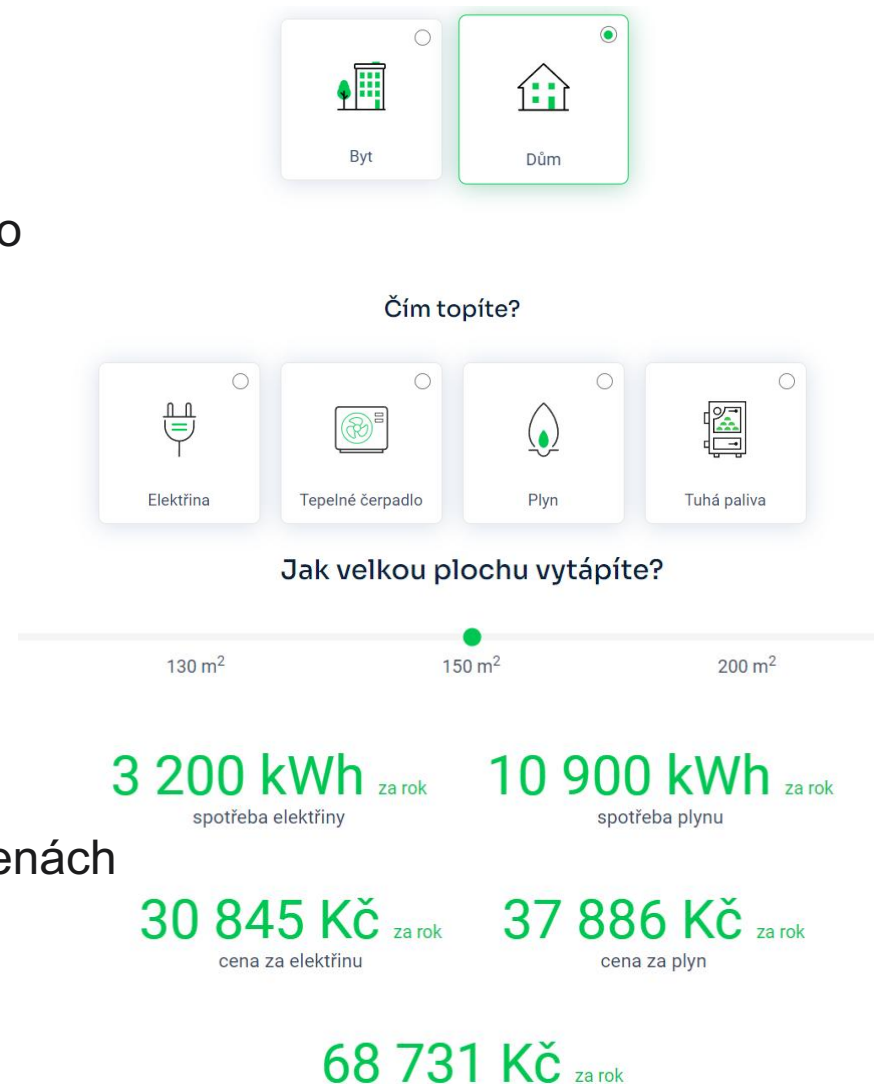 Byt Dům
o
Čím topíte?
Elektřina Tepelné čerpadlo Plyn Tuhá paliva
Jak velkou plochu vytápíte?
130 m² 150 m² 200 m²
3 200 kWh za rok 10 900 kWh za rok
spotřeba elektřiny spotřeba plynu
enách
30 845 Kč za rok 37 886 Kč za rok
cena za elektřinu cena za plyn
68 731 Kč za rok